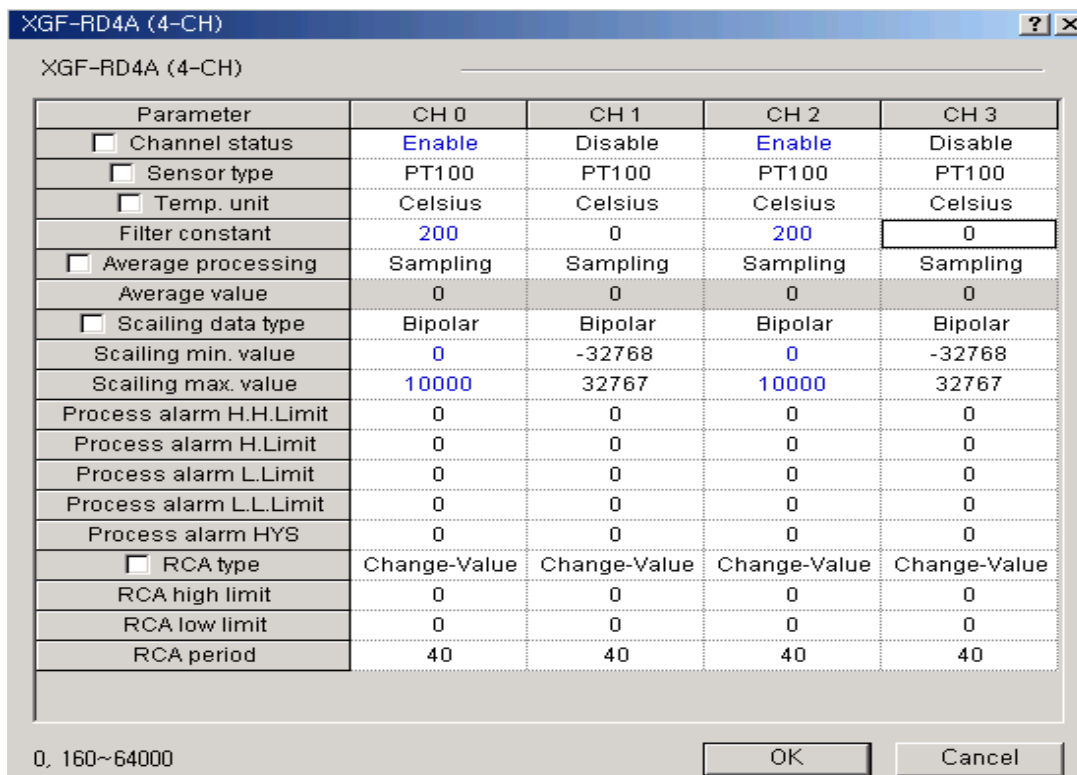 XGF-RD4A (4-CH)
XGF-RD4A (4-CH)
Parameter CH 0 CH 1 CH 2 CH 3
Channel status Enable Disable Enable Disable
Sensor type PT100 PT100 PT100 PT100
Temp. unit Celsius Celsius Celsius Celsius
Filter constant 200 0 200 0
Average processing Sampling Sampling Sampling Sampling
Average value 0 0 0 0
Scailing data type Bipolar Bipolar Bipolar Bipolar
Scailing min. value 0 -32768 0 -32768
Scailing max. value 10000 32767 10000 32767
Process alarm H.H.Limit 0 0 0 0
Process alarm H.Limit 0 0 0 0
Process alarm L.Limit 0 0 0 0
Process alarm L.L.Limit 0 0 0 0
Process alarm HYS 0 0 0 0
RCA type Change-Value Change-Value Change-Value Change-Value
RCA high limit 0 0 0 0
RCA low limit 0 0 0 0
RCA period 40 40 40 40
0, 160~64000 OK Cancel